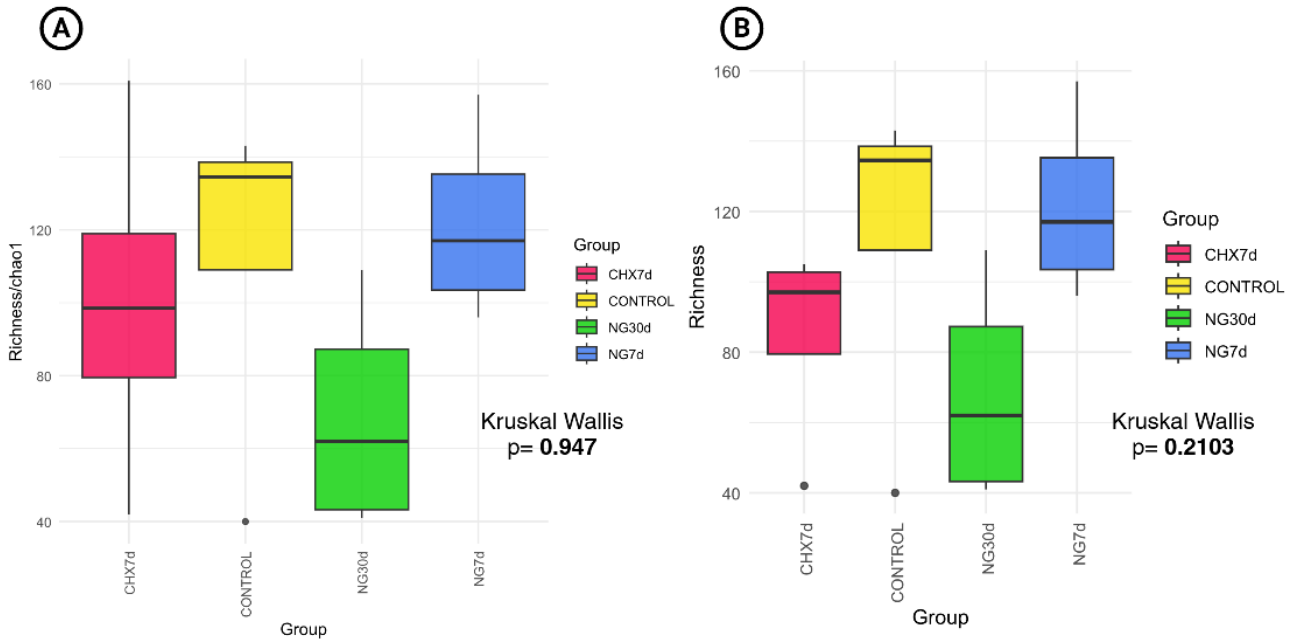 A
Richness/chao1
160
120
80
40
CHX7d
CONTROL
NG30d
NG7d
Group
Group
CHX7d
CONTROL
NG30d
NG7d
Kruskal Wallis
p= 0.947
B
Richness
160
120
80
40
CHX7d
CONTROL
NG30d
NG7d
Group
Group
CHX7d
CONTROL
NG30d
NG7d
Kruskal Wallis
p= 0.2103